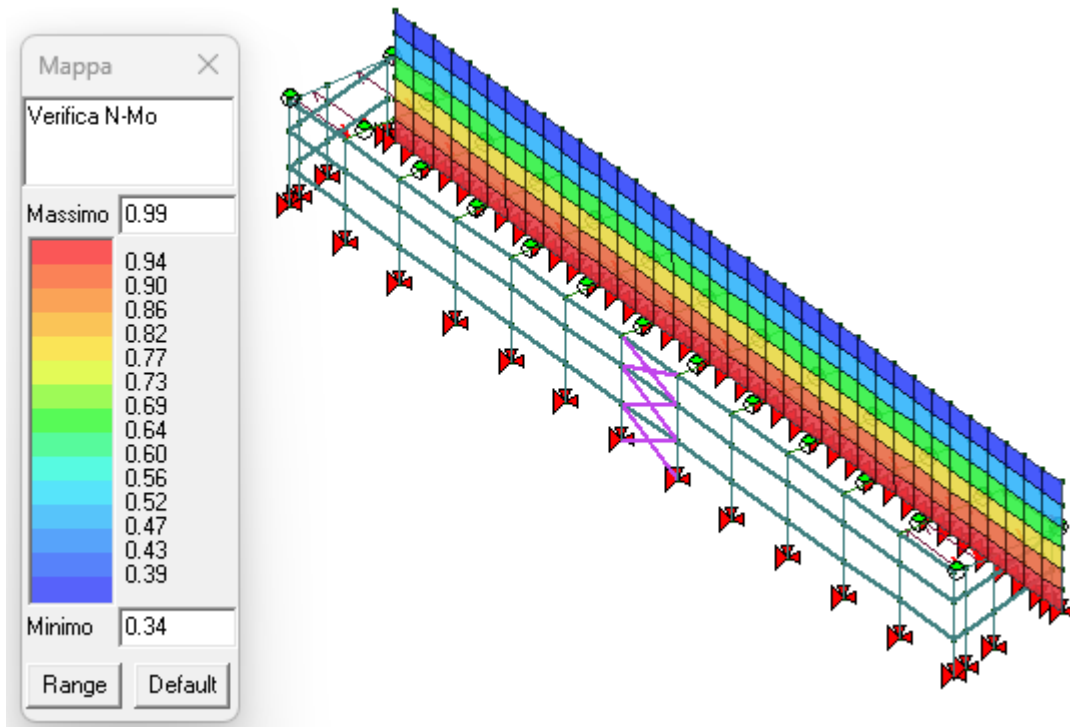 Mappa
Verifica N-Mo
Massimo 0.99
0.94
0.90
0.86
0.82
0.77
0.73
0.69
0.64
0.60
0.56
0.52
0.47
0.43
0.39
Minimo 0.34
Range Default